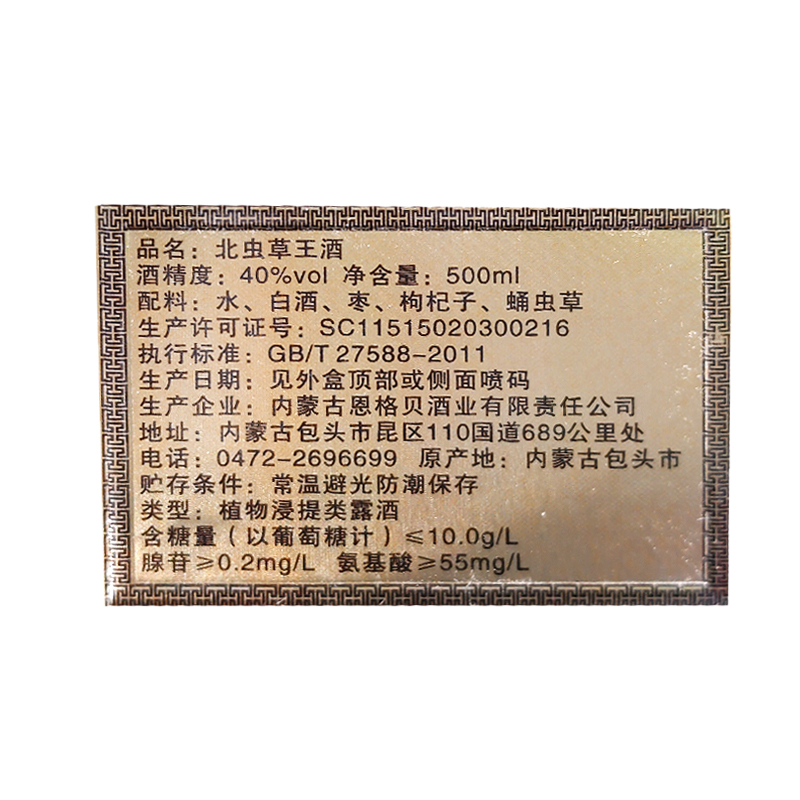 品名：北虫草王酒
酒精度：40%vol 净含量：500ml
配料：水、白酒、枣、枸杞子、蛹虫草
生产许可证号：SC11515020300216
执行标准：GB/T 27588-2011
生产日期：见外盒顶部或侧面喷码
生产企业：内蒙古恩格贝酒业有限责任公司
地址：内蒙古包头市昆区110国道689公里处
电话：0472-2696699 原产地：内蒙古包头市
贮存条件：常温避光防潮保存
类型：植物浸提类露酒
含糖量（以葡萄糖计）≤10.0g/L
腺苷≥0.2mg/L 氨基酸≥55mg/L